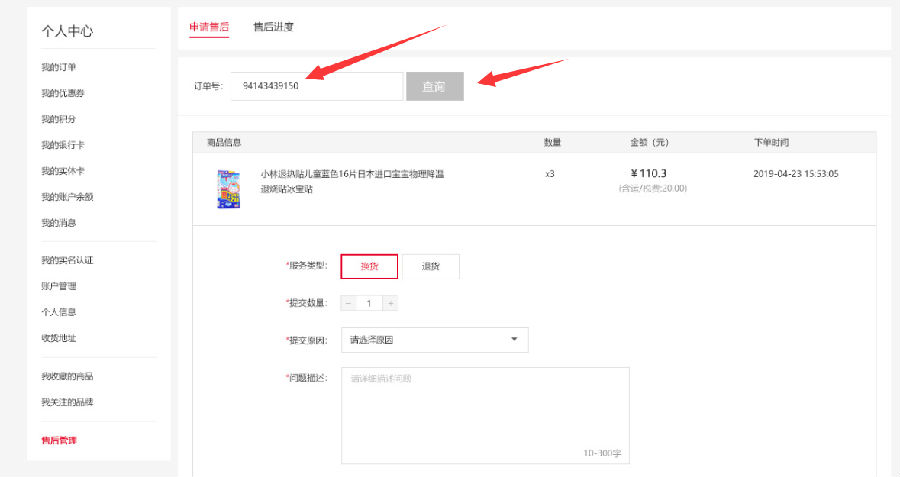 个人中心
我的订单
我的优惠券
我的积分
我的银行卡
我的实体卡
我的账户余额
我的消息
我的实名认证
账户管理
个人信息
收货地址
我收藏的商品
我关注的品牌
售后管理
申请售后 售后进度
订单号: 94143439150 查询
商品信息 数量 金额（元） 下单时间
小林退热贴儿童蓝色16片日本进口宝宝物理降温
退烧贴冰宝贴
x3 ¥110.3 2019-04-23 15:53:05
(含运/税费:20.00)
*服务类型: 换货 退货
*提交数量: − 1 +
*提交原因: 请选择原因
*问题描述: 请详细描述问题
10-300字